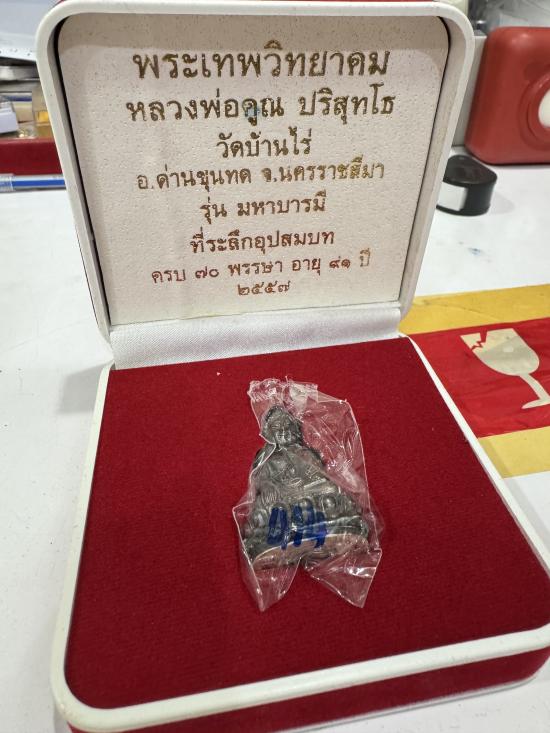 พระเทพวิทยาคม
หลวงพ่อคูณ ปริสุทโธ
วัดบ้านไร่
อ.ด่านขุนทด จ.นครราชสีมา
รุ่น มหาบารมี
ที่ระลึกอุปสมบท
ครบ ๗๐ พรรษา อายุ ๙๑ ปี
๒๕๕๗